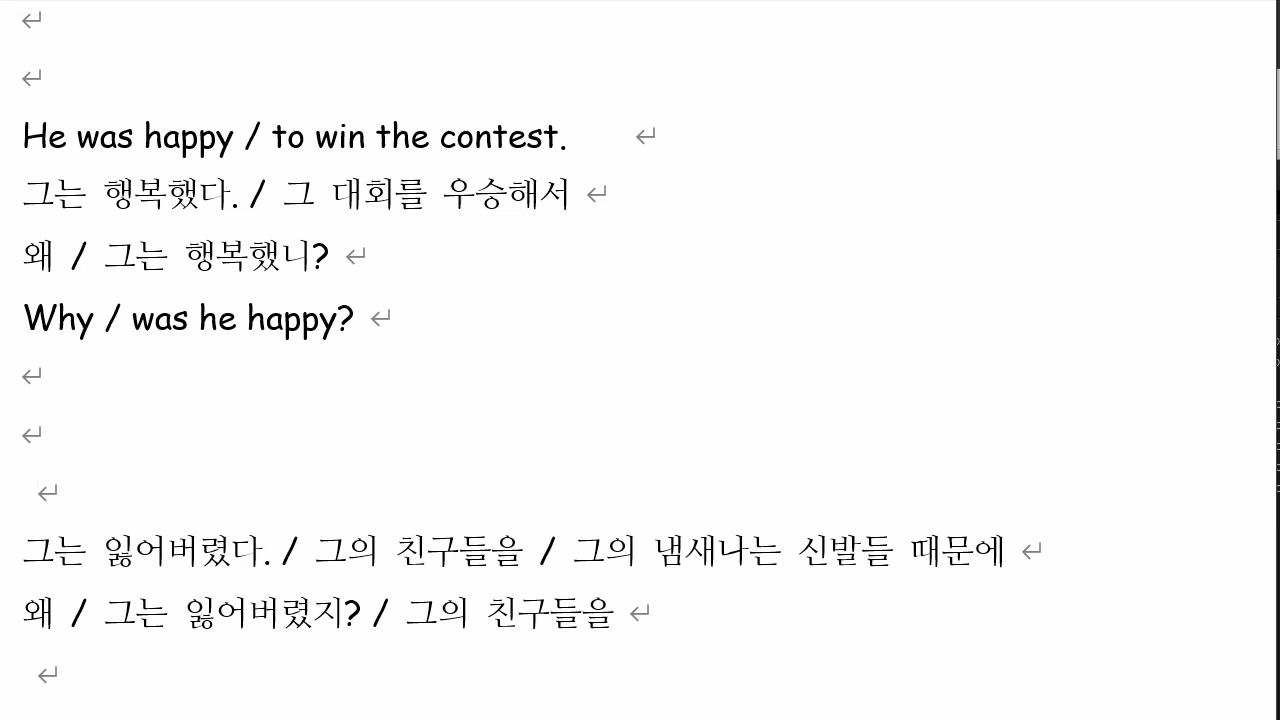 He was happy / to win the contest.
그는 행복했다. / 그 대회를 우승해서
왜 / 그는 행복했니?
Why / was he happy?
그는 잃어버렸다. / 그의 친구들을 / 그의 냄새나는 신발들 때문에
왜 / 그는 잃어버렸지? / 그의 친구들을